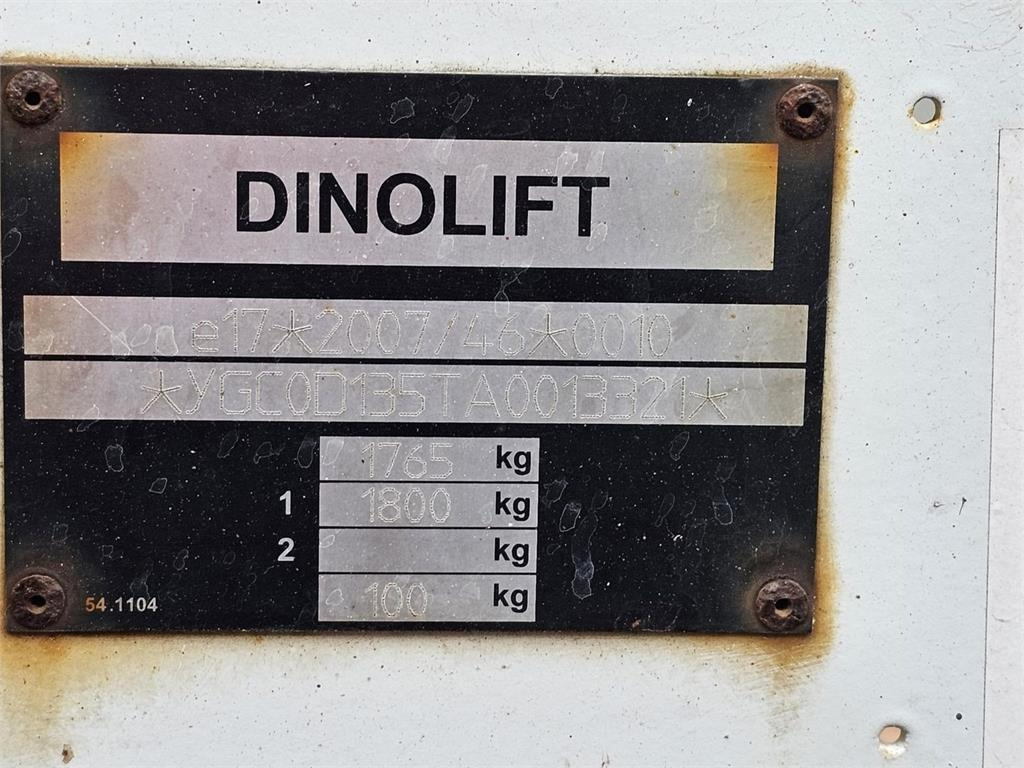 DINOLIFT
e17*2007/46*0010
*YGC0D135TA0013321*
1765 kg
1 1800 kg
2 kg
54.1104 100 kg